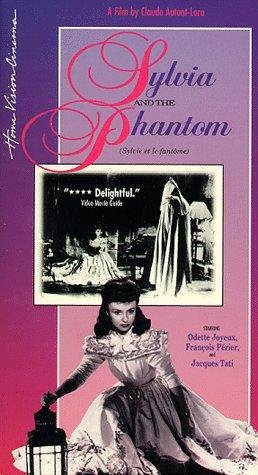 A Film by Claude Autant-Lara
Home Vision Cinema
Sylvia
AND THE
Phantom
(Sylvie et le fantôme)
"**** Delightful."
Video Movie Guide
STARRING
Odette Joyeux,
François Périer,
and
Jacques Tati